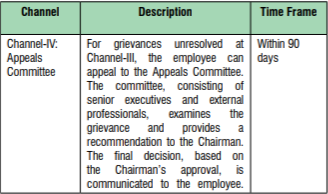 Channel Description Time Frame
Channel-IV: For grievances unresolved at Within 90
Appeals Channel-III, the employee can days
Committee appeal to the Appeals Committee.
The committee, consisting of
senior executives and external
professionals, examines the
grievance and provides a
recommendation to the Chairman.
The final decision, based on
the Chairman's approval, is
communicated to the employee.